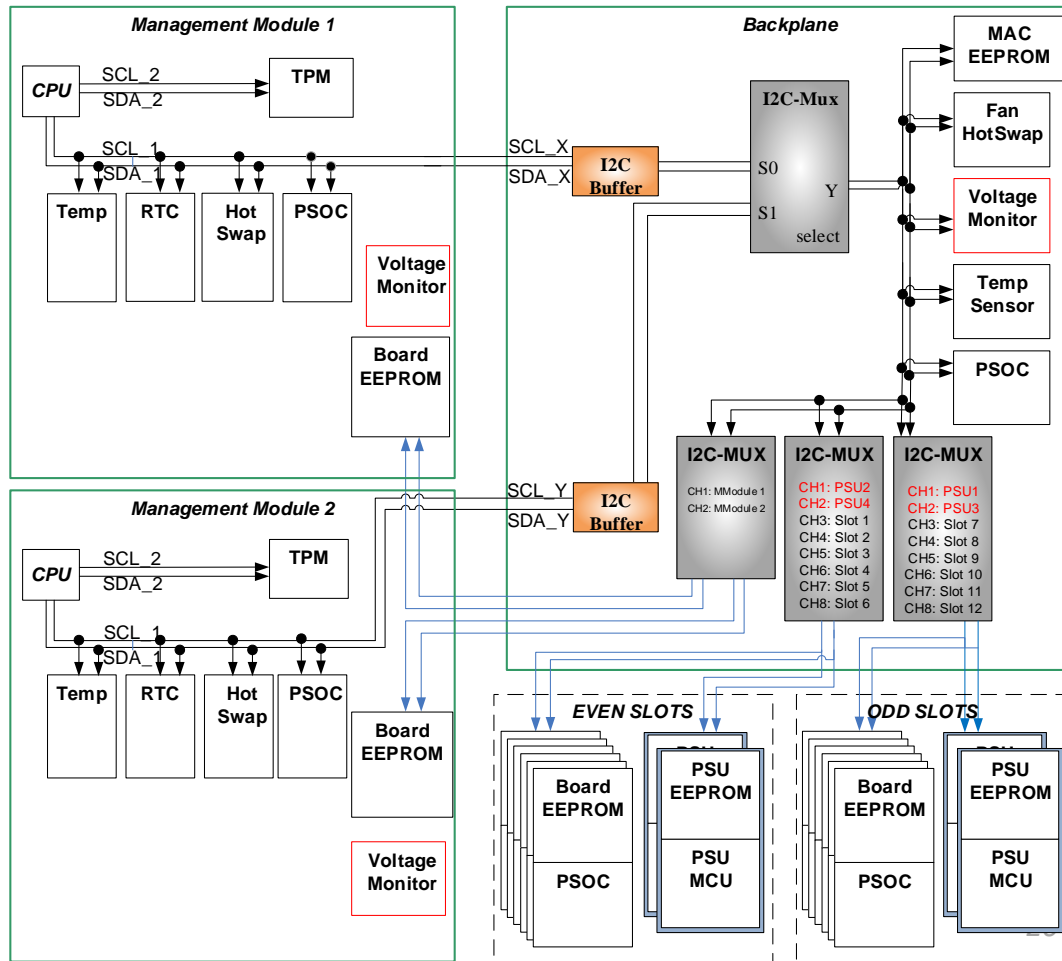 Management Module 1
CPU
SCL_2
SDA_2
TPM
SCL_1
SDA_1
Temp
RTC
Hot
Swap
PSOC
Voltage
Monitor
Board
EEPROM
Management Module 2
CPU
SCL_2
SDA_2
TPM
SCL_1
SDA_1
Temp
RTC
Hot
Swap
PSOC
Board
EEPROM
Voltage
Monitor
Backplane
SCL_X
SDA_X
I2C
Buffer
I2C-Mux
S0
Y
S1
select
SCL_Y
SDA_Y
I2C
Buffer
MAC
EEPROM
Fan
HotSwap
Voltage
Monitor
Temp
Sensor
PSOC
I2C-MUX
CH1: MModule 1
CH2: MModule 2
I2C-MUX
CH1: PSU2
CH2: PSU4
CH3: Slot 1
CH4: Slot 2
CH5: Slot 3
CH6: Slot 4
CH7: Slot 5
CH8: Slot 6
I2C-MUX
CH1: PSU1
CH2: PSU3
CH3: Slot 7
CH4: Slot 8
CH5: Slot 9
CH6: Slot 10
CH7: Slot 11
CH8: Slot 12
EVEN SLOTS
Board
EEPROM
PSOC
PSU
EEPROM
PSU
MCU
ODD SLOTS
Board
EEPROM
PSOC
PSU
EEPROM
PSU
MCU